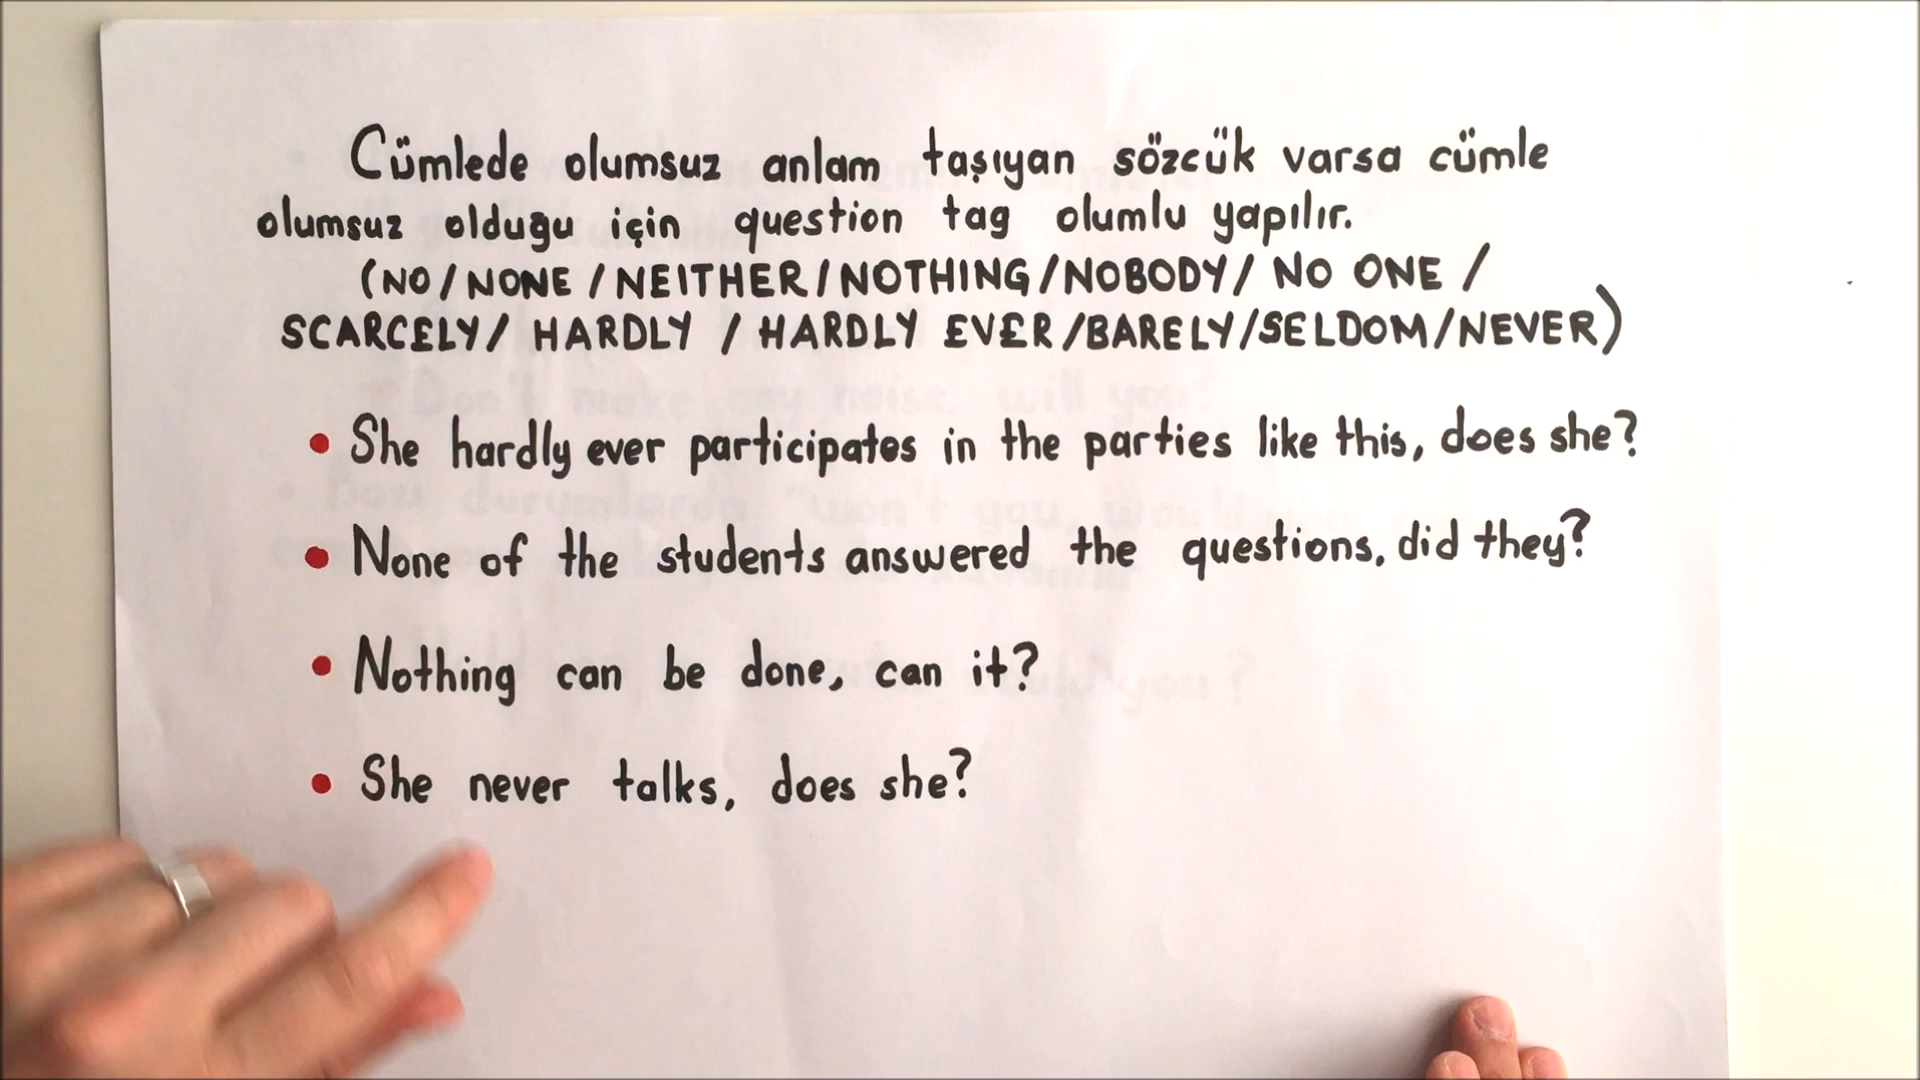 Cümlede olumsuz anlam taşıyan sözcük varsa cümle
olumsuz olduğu için question tag olumlu yapılır.
(NO / NONE / NEITHER / NOTHING / NOBODY / NO ONE /
SCARCELY / HARDLY / HARDLY EVER / BARELY / SELDOM / NEVER)
• She hardly ever participates in the parties like this, does she?
• None of the students answered the questions, did they?
• Nothing can be done, can it?
• She never talks, does she?